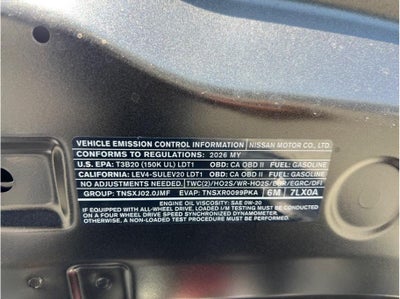 VEHICLE EMISSION CONTROL INFORMATION NISSAN MOTOR CO., LTD.
CONFORMS TO REGULATIONS: 2026 MY
U.S. EPA: T3B20 (150K UL) LDT1 OBD: CA OBD II FUEL: GASOLINE
CALIFORNIA: LEV4-SULEV20 LDT1 OBD: CA OBD II FUEL: GASOLINE
NO ADJUSTMENTS NEEDED. TWC(2)/HO2S/WR-HO2S/EGR/EGRC/DFI
GROUP: TNSXJ02.0JMF EVAP: TNSXR0099PKA 6M 7LX0A
ENGINE OIL VISCOSITY: SAE 0W-20
IF EQUIPPED WITH ALL-WHEEL DRIVE, LOADED I/M TESTING MUST BE CONDUCTED
ON A FOUR WHEEL DRIVE SPEED SYNCHRONIZED DYNAMOMETER.
OTHERWISE, A NON-LOADED TEST PROCEDURE MUST BE PERFORMED.